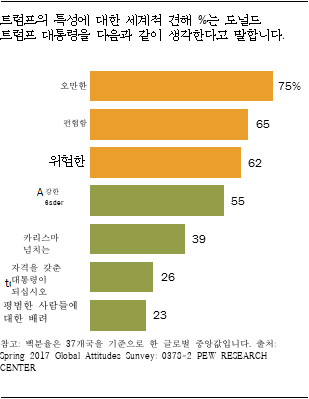 트럼프의 특성에 대한 세계적 견해 %는 도널드
트럼프 대통령을 다음과 같이 생각한다고 말합니다.
오만한 75%
편협함 65
위험한 62
A 강한 55
39
카리스마
넘치는
자격을 갖춘
대통령이 26
되십시오
평범한 사람들에 23
대한 배려
참고: 백분율은 37개국을 기준으로 한 글로벌 중앙값입니다. 출처:
Spring 2017 Global Attitudes Survey: 0373-2 PEW RESEARCH
CENTER